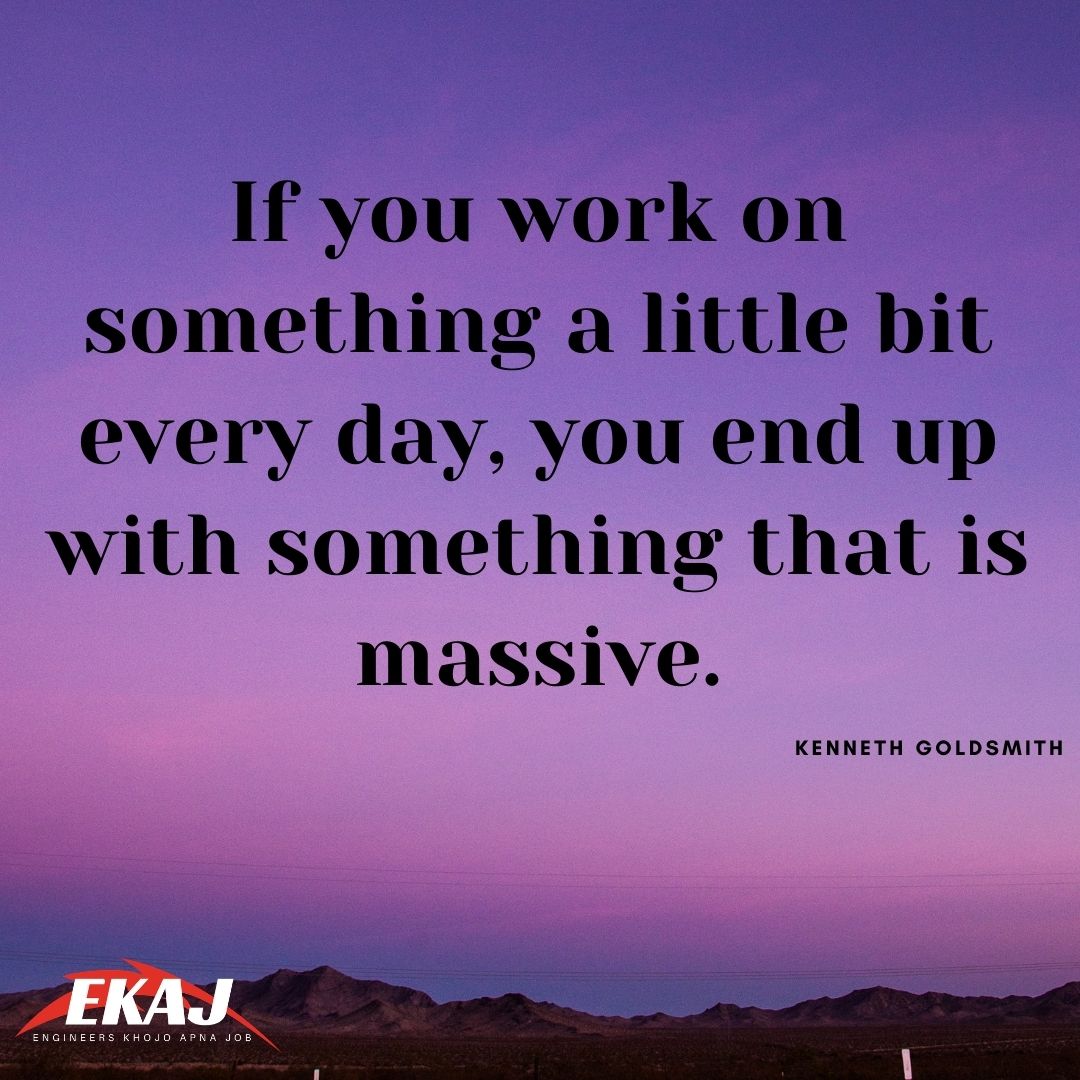 If you work on
something a little bit
every day, you end up
with something that is
massive.
KENNETH GOLDSMITH
EKAJ
ENGINEERS KHOJO APNA JOB